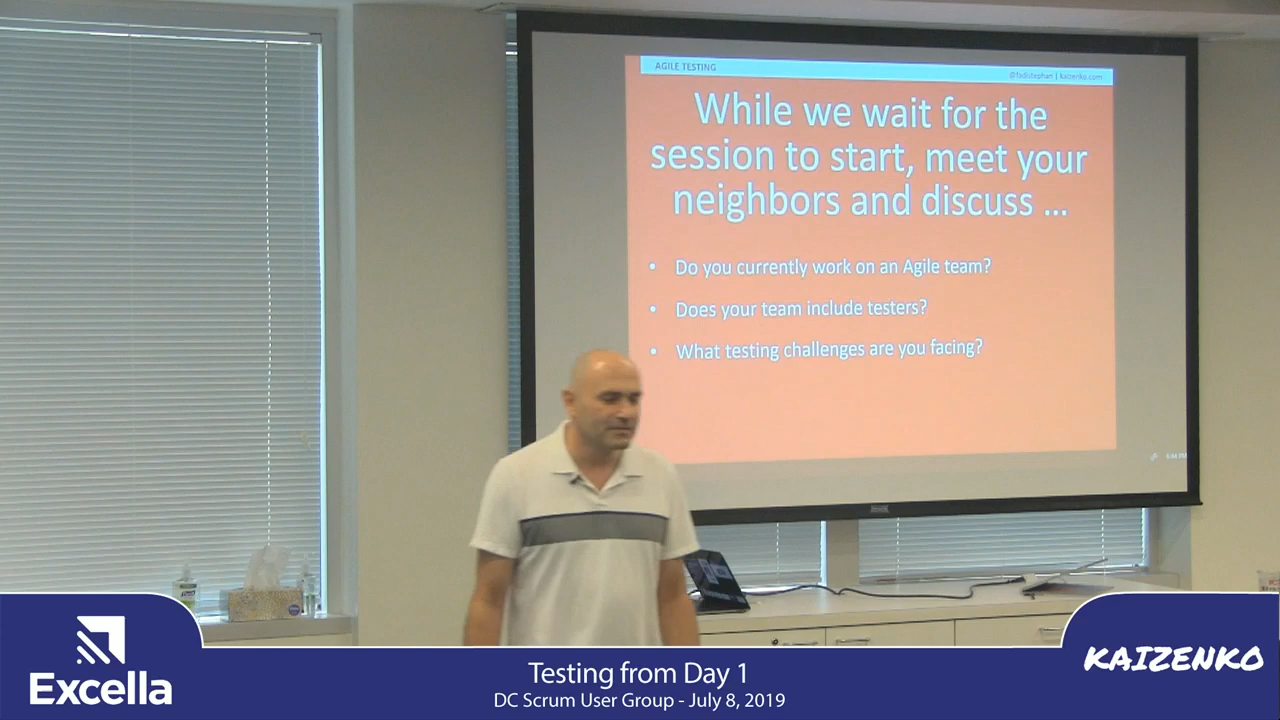 AGILE TESTING
@fadistephan | kaizenko.com
While we wait for the
session to start, meet your
neighbors and discuss ...
• Do you currently work on an Agile team?
• Does your team include testers?
• What testing challenges are you facing?
Excella
Testing from Day 1
DC Scrum User Group - July 8, 2019
KAIZENKO